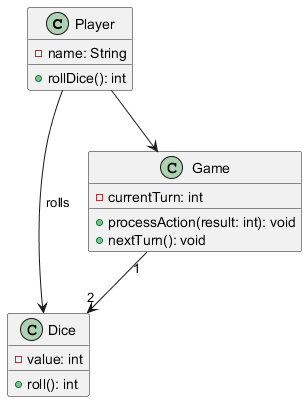 C Player
name: String
rollDice(): int
rolls
C Game
currentTurn: int
processAction(result: int): void
nextTurn(): void
1
2
C Dice
value: int
roll(): int